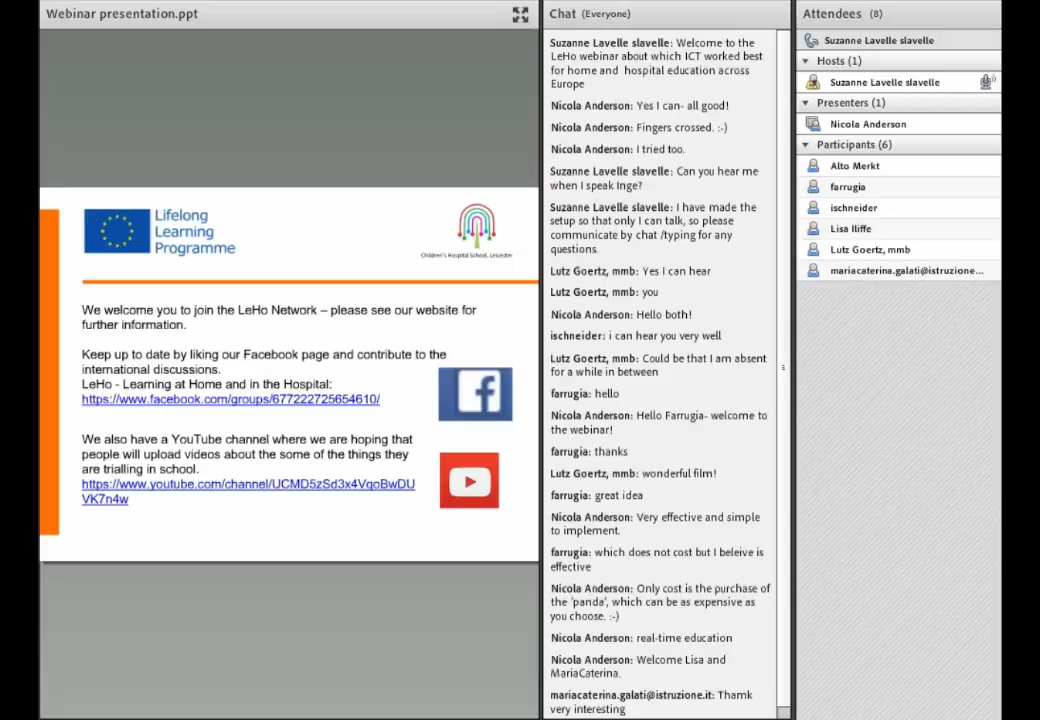 Webinar presentation.ppt
Lifelong
Learning
Programme
Children's Hospital School, Leicester
We welcome you to join the LeHo Network – please see our website for
further information.
Keep up to date by liking our Facebook page and contribute to the
international discussions.
LeHo - Learning at Home and in the Hospital:
https://www.facebook.com/groups/677222725654610/
We also have a YouTube channel where we are hoping that
people will upload videos about the some of the things they
are trialling in school.
https://www.youtube.com/channel/UCMD5zSd3x4VqoBwDU
VK7n4w
Chat (Everyone)
Suzanne Lavelle slavelle: Welcome to the
LeHo webinar about which ICT worked best
for home and hospital education across
Europe
Nicola Anderson: Yes I can- all good!
Nicola Anderson: Fingers crossed. :-)
Nicola Anderson: I tried too.
Suzanne Lavelle slavelle: Can you hear me
when I speak Inge?
Suzanne Lavelle slavelle: I have made the
setup so that only I can talk, so please
communicate by chat /typing for any
questions.
Lutz Goertz, mmb: Yes I can hear
Lutz Goertz, mmb: you
Nicola Anderson: Hello both!
ischneider: i can hear you very well
Lutz Goertz, mmb: Could be that I am absent
for a while in between
farrugia: hello
Nicola Anderson: Hello Farrugia- welcome to
the webinar!
farrugia: thanks
Lutz Goertz, mmb: wonderful film!
farrugia: great idea
Nicola Anderson: Very effective and simple
to implement.
farrugia: which does not cost but I beleive is
effective
Nicola Anderson: Only cost is the purchase of
the 'panda', which can be as expensive as
you choose. :-)
Nicola Anderson: real-time education
Nicola Anderson: Welcome Lisa and
MariaCaterina.
mariacaterina.galati@istruzione.it: Thamk
very interesting
Attendees (8)
Suzanne Lavelle slavelle
Hosts (1)
Suzanne Lavelle slavelle
Presenters (1)
Nicola Anderson
Participants (6)
Alto Merkt
farrugia
ischneider
Lisa Iliffe
Lutz Goertz, mmb
mariacaterina.galati@istruzione...